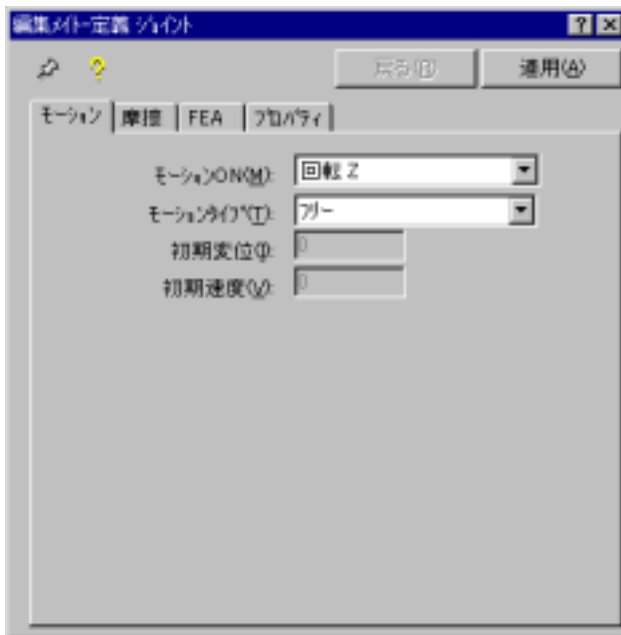 編集メイト-定義 ジョイント
戻る(B) 適用(A)
モーション 摩擦 FEA プロパティ
モーションON(M): 回転 Z
モーションタイプ(T): フリー
初期変位(I): 0
初期速度(V): 0